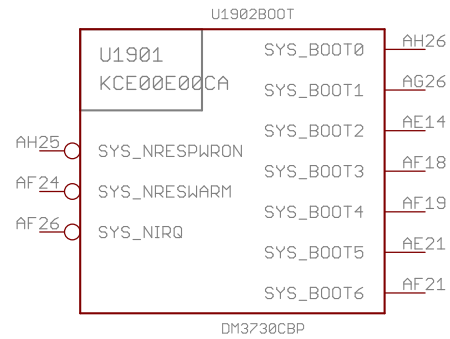 U1902BOOT
U1901
KCE00E00CA
SYS_BOOT0 AH26
SYS_BOOT1 AG26
SYS_BOOT2 AE14
AH25 SYS_NRESPWRON
SYS_BOOT3 AF18
AF24 SYS_NRESWARM
SYS_BOOT4 AF19
AF26 SYS_NIRQ
SYS_BOOT5 AE21
SYS_BOOT6 AF21
DM3730CBP